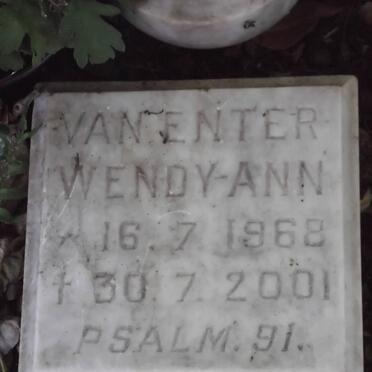 VAN ENTER
WENDY-ANN
* 16.7 1968
† 30 7 2001
PSALM. 91.